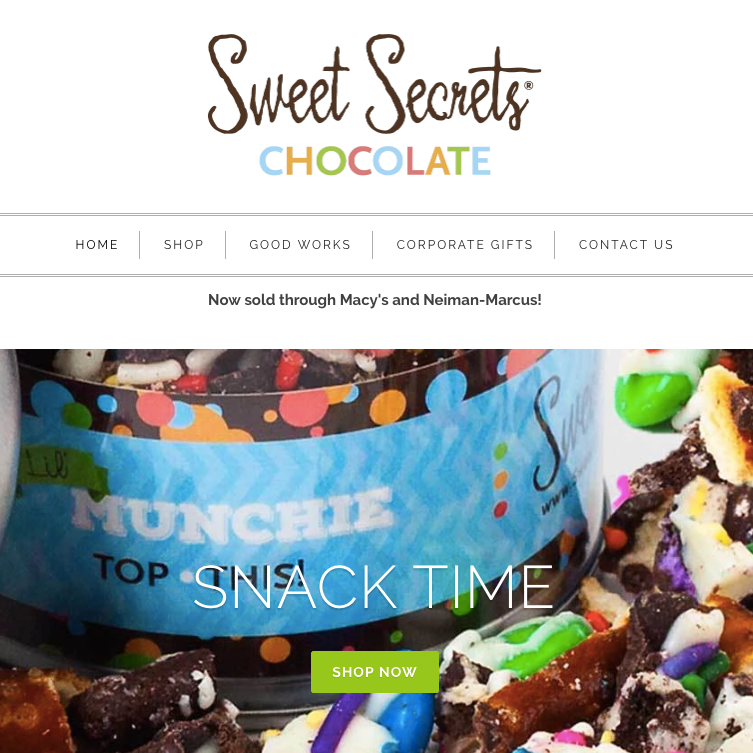 Sweet Secrets®
CHOCOLATE
HOME SHOP GOOD WORKS CORPORATE GIFTS CONTACT US
Now sold through Macy's and Neiman-Marcus!
Lil'
MUNCHIE
TOP • THIS!
SNACK TIME
SHOP NOW